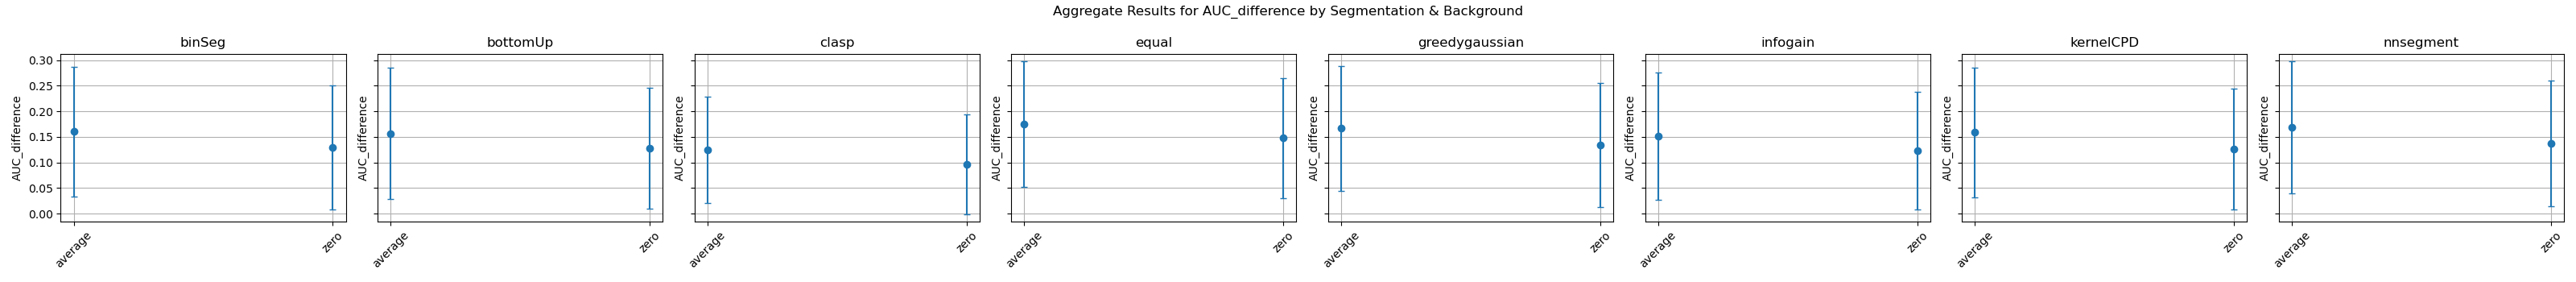 Aggregate Results for AUC_difference by Segmentation & Background
binSeg
bottomUp
clasp
equal
greedygaussian
infogain
kernelCPD
nnsegment
AUC_difference
0.30
0.25
0.20
0.15
0.10
0.05
0.00
AUC_difference
AUC_difference
AUC_difference
AUC_difference
AUC_difference
AUC_difference
AUC_difference
average
zero
average
zero
average
zero
average
zero
average
zero
average
zero
average
zero
average
zero